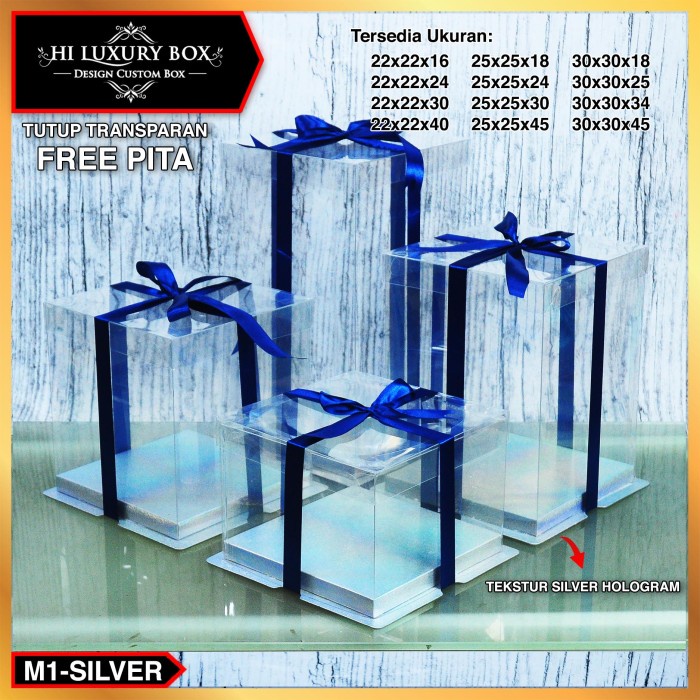 HI LUXURY BOX
DESIGN CUSTOM BOX
TUTUP TRANSPARAN
FREE PITA
Tersedia Ukuran:
22x22x16 25x25x18 30x30x18
22x22x24 25x25x24 30x30x25
22x22x30 25x25x30 30x30x34
22x22x40 25x25x45 30x30x45
TEKSTUR SILVER HOLOGRAM
M1-SILVER